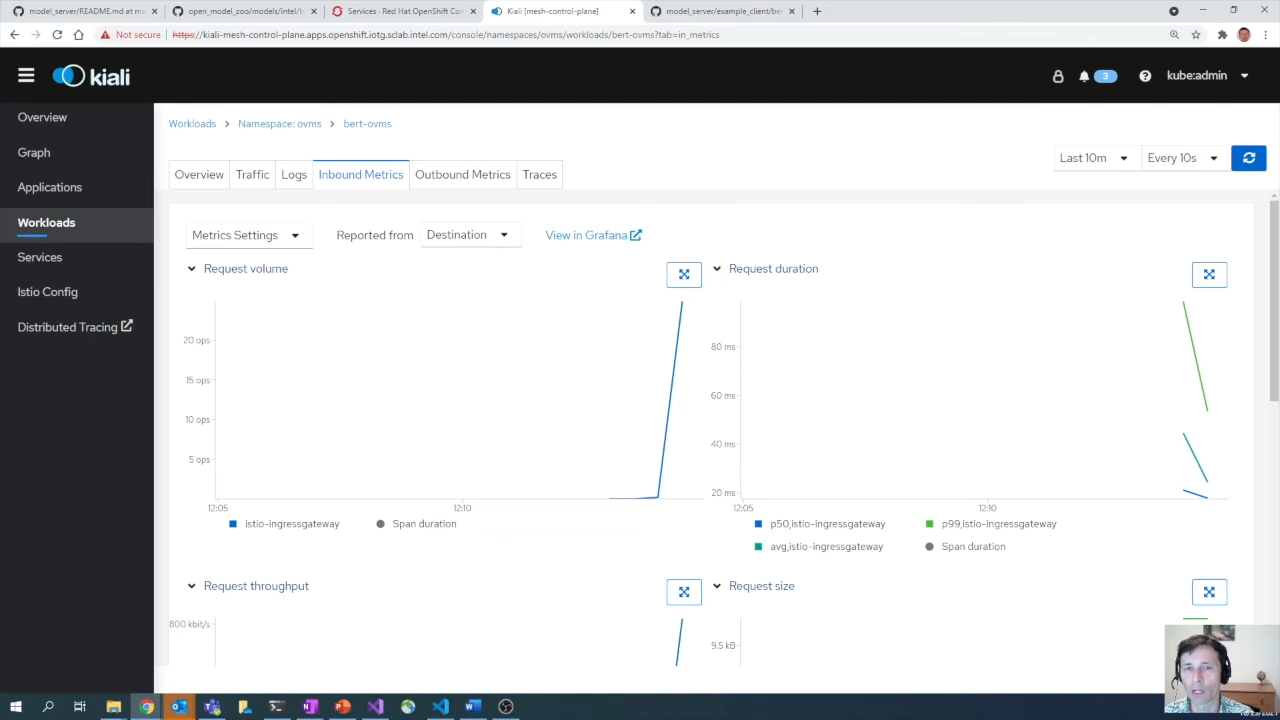 model_server/README.md at m
open_model_zoo/models/intel/b
Services · Red Hat OpenShift Co
Kiali [mesh-control-plane]
model_server/example_client/be
Not secure
https://kiali-mesh-control-plane.apps.openshift.iotg.sclab.intel.com/console/namespaces/ovms/workloads/bert-ovms?tab=in_metrics
kiali
3
kube:admin
Overview
Graph
Applications
Workloads
Services
Istio Config
Distributed Tracing
Workloads > Namespace: ovms > bert-ovms
Last 10m
Every 10s
Overview
Traffic
Logs
Inbound Metrics
Outbound Metrics
Traces
Metrics Settings
Reported from
Destination
View in Grafana
Request volume
20 ops
15 ops
10 ops
5 ops
12:05
12:10
istio-ingressgateway
Span duration
Request duration
80 ms
60 ms
40 ms
20 ms
12:05
12:10
p50,istio-ingressgateway
p99,istio-ingressgateway
avg,istio-ingressgateway
Span duration
Request throughput
800 kbit/s
Request size
9.5 kB